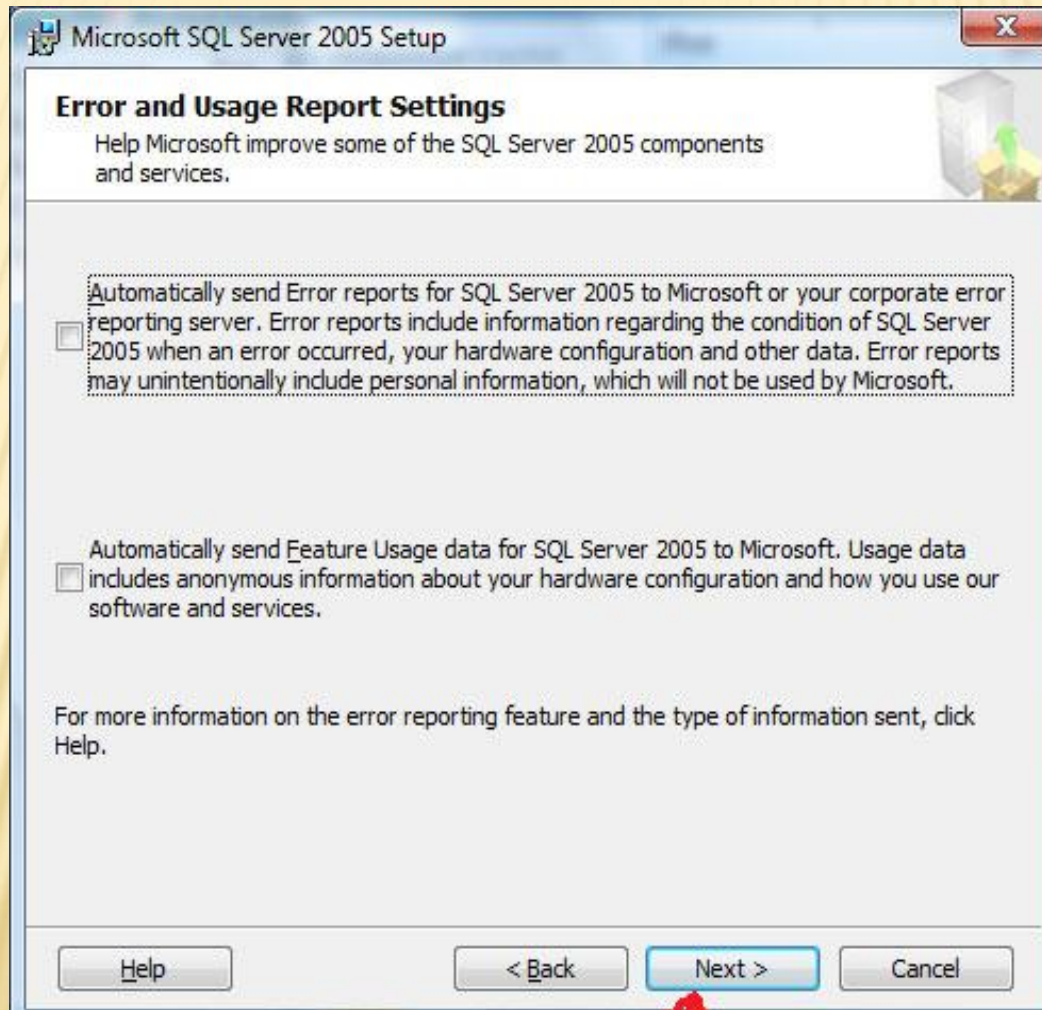 Microsoft SQL Server 2005 Setup
X
Error and Usage Report Settings
Help Microsoft improve some of the SQL Server 2005 components
and services.
Automatically send Error reports for SQL Server 2005 to Microsoft or your corporate error
reporting server. Error reports include information regarding the condition of SQL Server
2005 when an error occurred, your hardware configuration and other data. Error reports
may unintentionally include personal information, which will not be used by Microsoft.
Automatically send Feature Usage data for SQL Server 2005 to Microsoft. Usage data
includes anonymous information about your hardware configuration and how you use our
software and services.
For more information on the error reporting feature and the type of information sent, click
Help.
Help < Back Next > Cancel